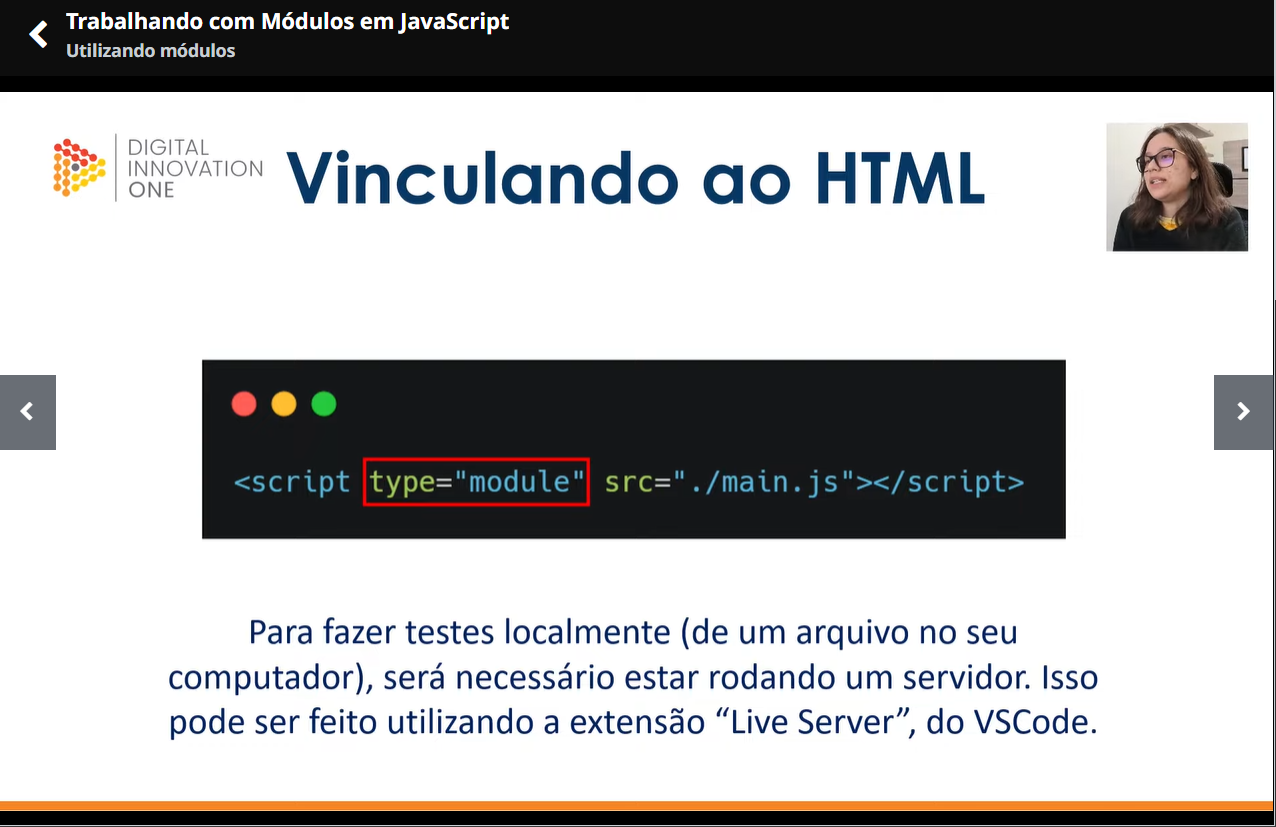 Trabalhando com Módulos em JavaScript
Utilizando módulos
DIGITAL
INNOVATION
ONE
Vinculando ao HTML
<script type="module" src="./main.js"></script>
Para fazer testes localmente (de um arquivo no seu
computador), será necessário estar rodando um servidor. Isso
pode ser feito utilizando a extensão “Live Server”, do VSCode.